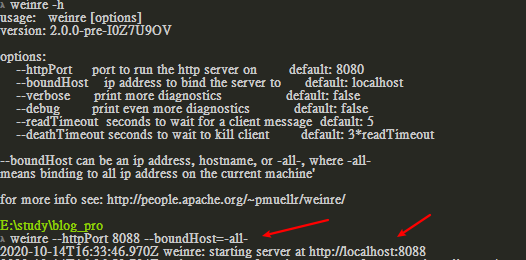 λ weinre -h
usage:   weinre [options]
version: 2.0.0-pre-I0Z7U9OV
options:
--httpPort     port to run the http server on        default: 8080
--boundHost    ip address to bind the server to      default: localhost
--verbose      print more diagnostics                default: false
--debug        print even more diagnostics           default: false
--readTimeout  seconds to wait for a client message  default: 5
--deathTimeout seconds to wait to kill client        default: 3*readTimeout
--boundHost can be an ip address, hostname, or -all-, where -all-
means binding to all ip address on the current machine'
for more info see: http://people.apache.org/~pmuellr/weinre/
E:\study\blog_pro
λ weinre --httpPort 8088 --boundHost=-all-
2020-10-14T16:33:46.970Z weinre: starting server at http://localhost:8088